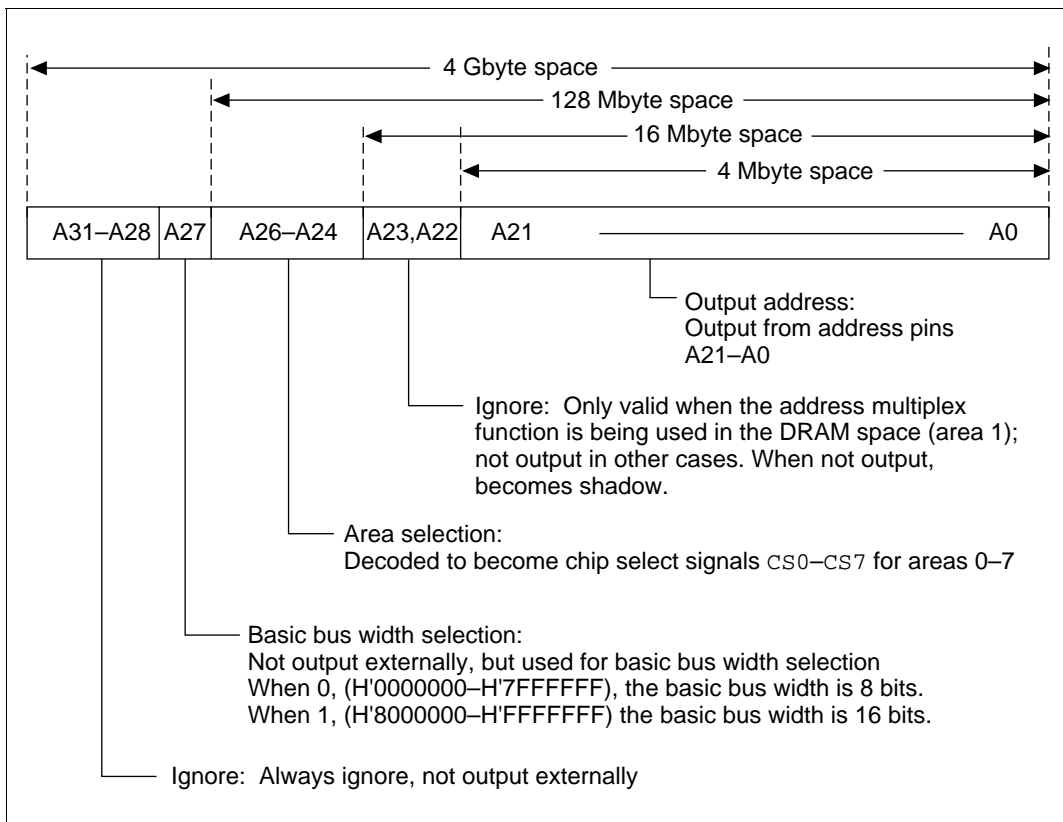 4 Gbyte space
128 Mbyte space
16 Mbyte space
4 Mbyte space
A31–A28 A27 A26–A24 A23,A22 A21 A0
Output address:
Output from address pins
A21–A0
Ignore: Only valid when the address multiplex
function is being used in the DRAM space (area 1);
not output in other cases. When not output,
becomes shadow.
Area selection:
Decoded to become chip select signals CS0–CS7 for areas 0–7
Basic bus width selection:
Not output externally, but used for basic bus width selection
When 0, (H'0000000–H'7FFFFFF), the basic bus width is 8 bits.
When 1, (H'8000000–H'FFFFFFF) the basic bus width is 16 bits.
Ignore: Always ignore, not output externally